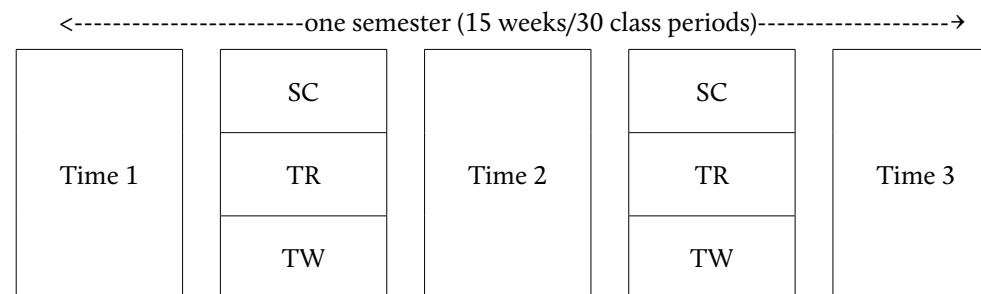 <-----------------------one semester (15 weeks/30 class periods)------------------->
SC SC
Time 1 TR Time 2 TR Time 3
TW TW